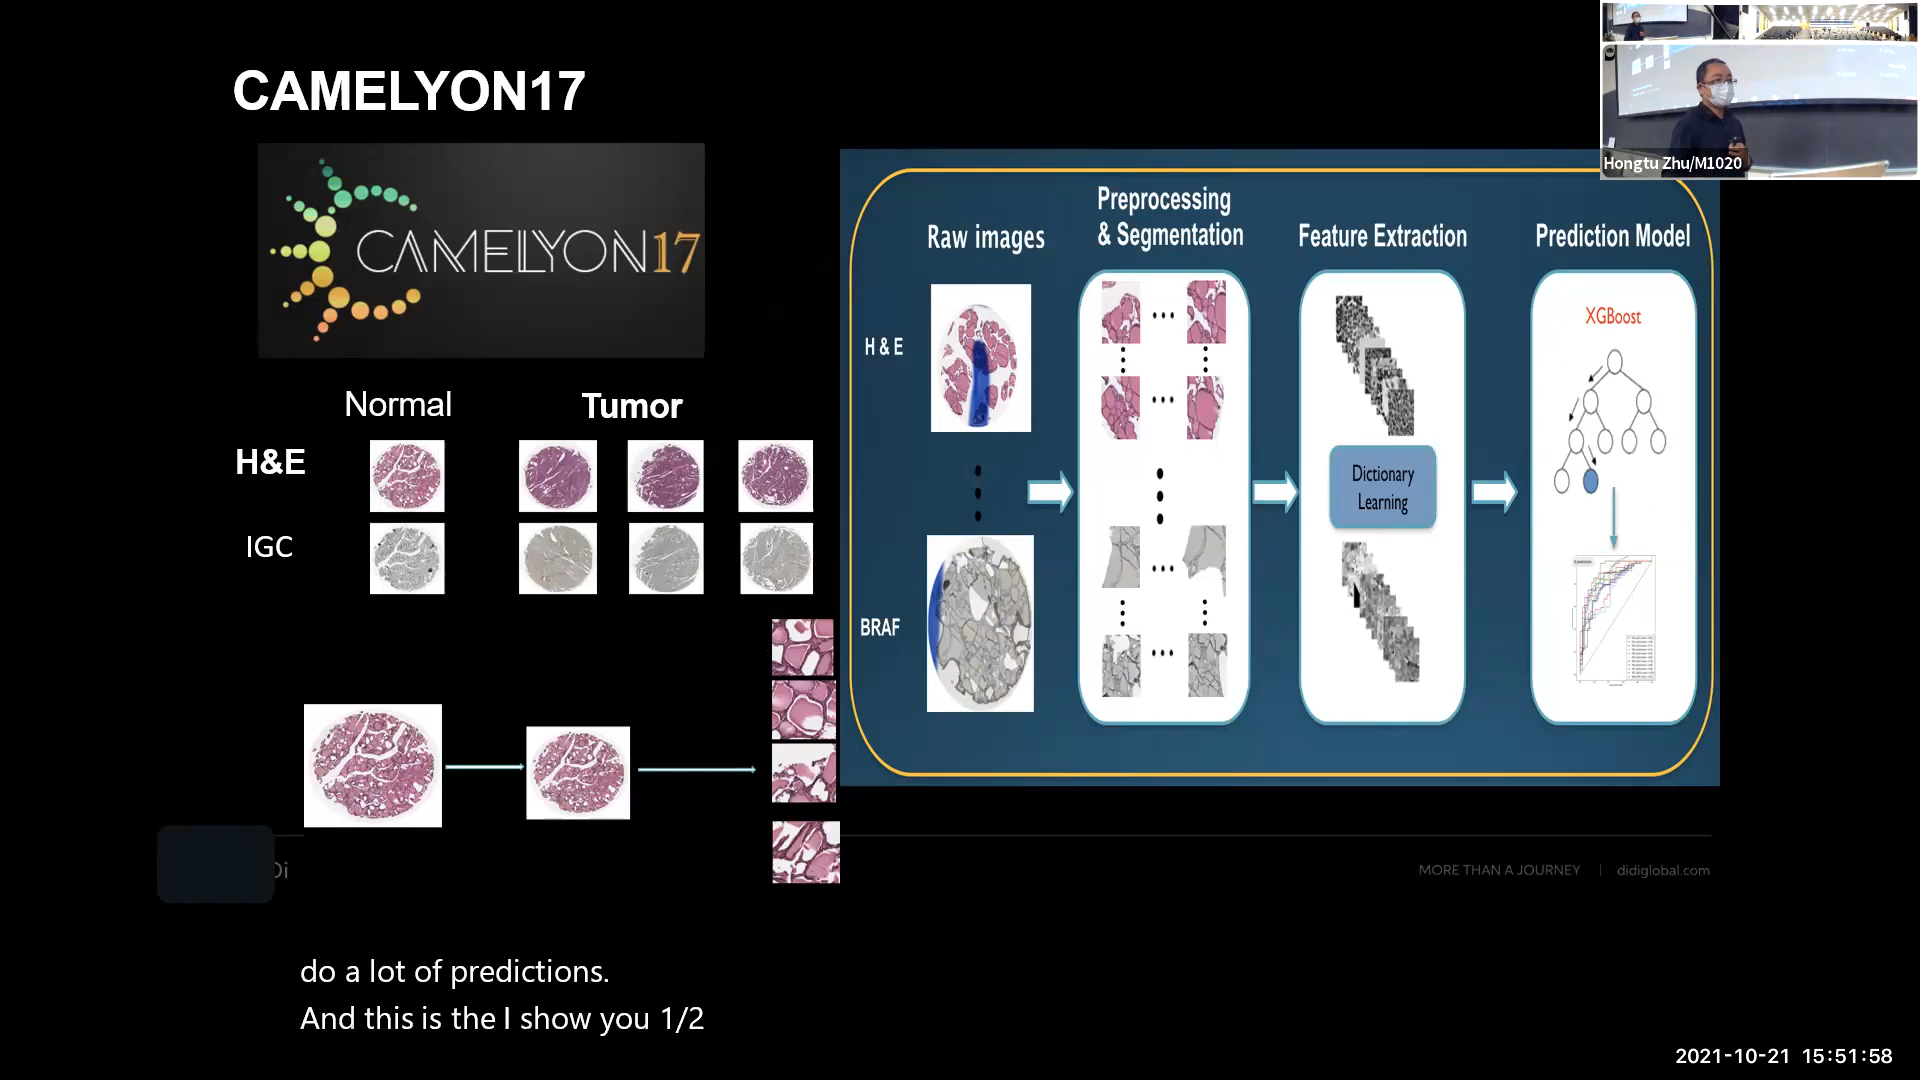 CAMELYON17
CAMELYON17
Normal
Tumor
H&E
IGC
Raw images
Preprocessing
& Segmentation
Feature Extraction
Prediction Model
H & E
BRAF
Dictionary
Learning
XGBoost
Hongtu Zhu/M1020
Di
MORE THAN A JOURNEY | didiglobal.com
do a lot of predictions.
And this is the I show you 1/2
2021-10-21 15:51:58